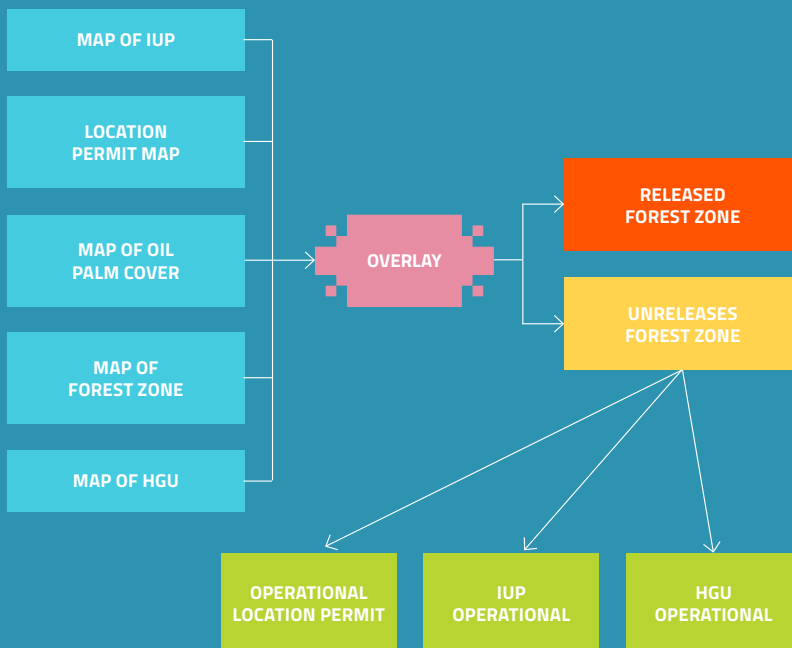 MAP OF IUP
LOCATION
PERMIT MAP
MAP OF OIL
PALM COVER
MAP OF
FOREST ZONE
MAP OF HGU
OVERLAY
RELEASED
FOREST ZONE
UNRELEASES
FOREST ZONE
OPERATIONAL
LOCATION PERMIT
IUP
OPERATIONAL
HGU
OPERATIONAL